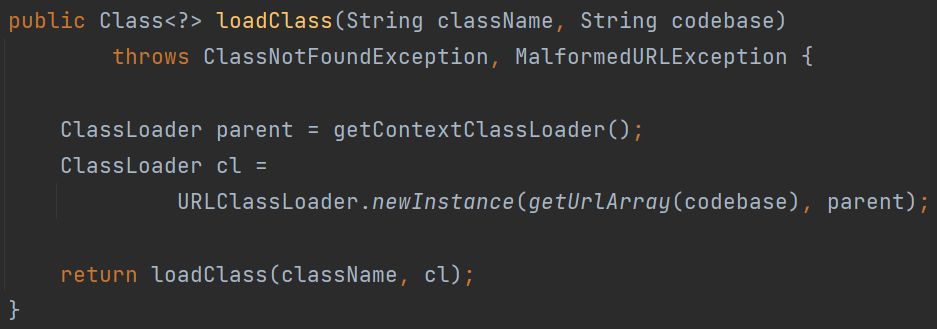 public Class<?> loadClass(String className, String codebase)
throws ClassNotFoundException, MalformedURLException {
ClassLoader parent = getContextClassLoader();
ClassLoader cl =
URLClassLoader.newInstance(getUrlArray(codebase), parent);
return loadClass(className, cl);
}